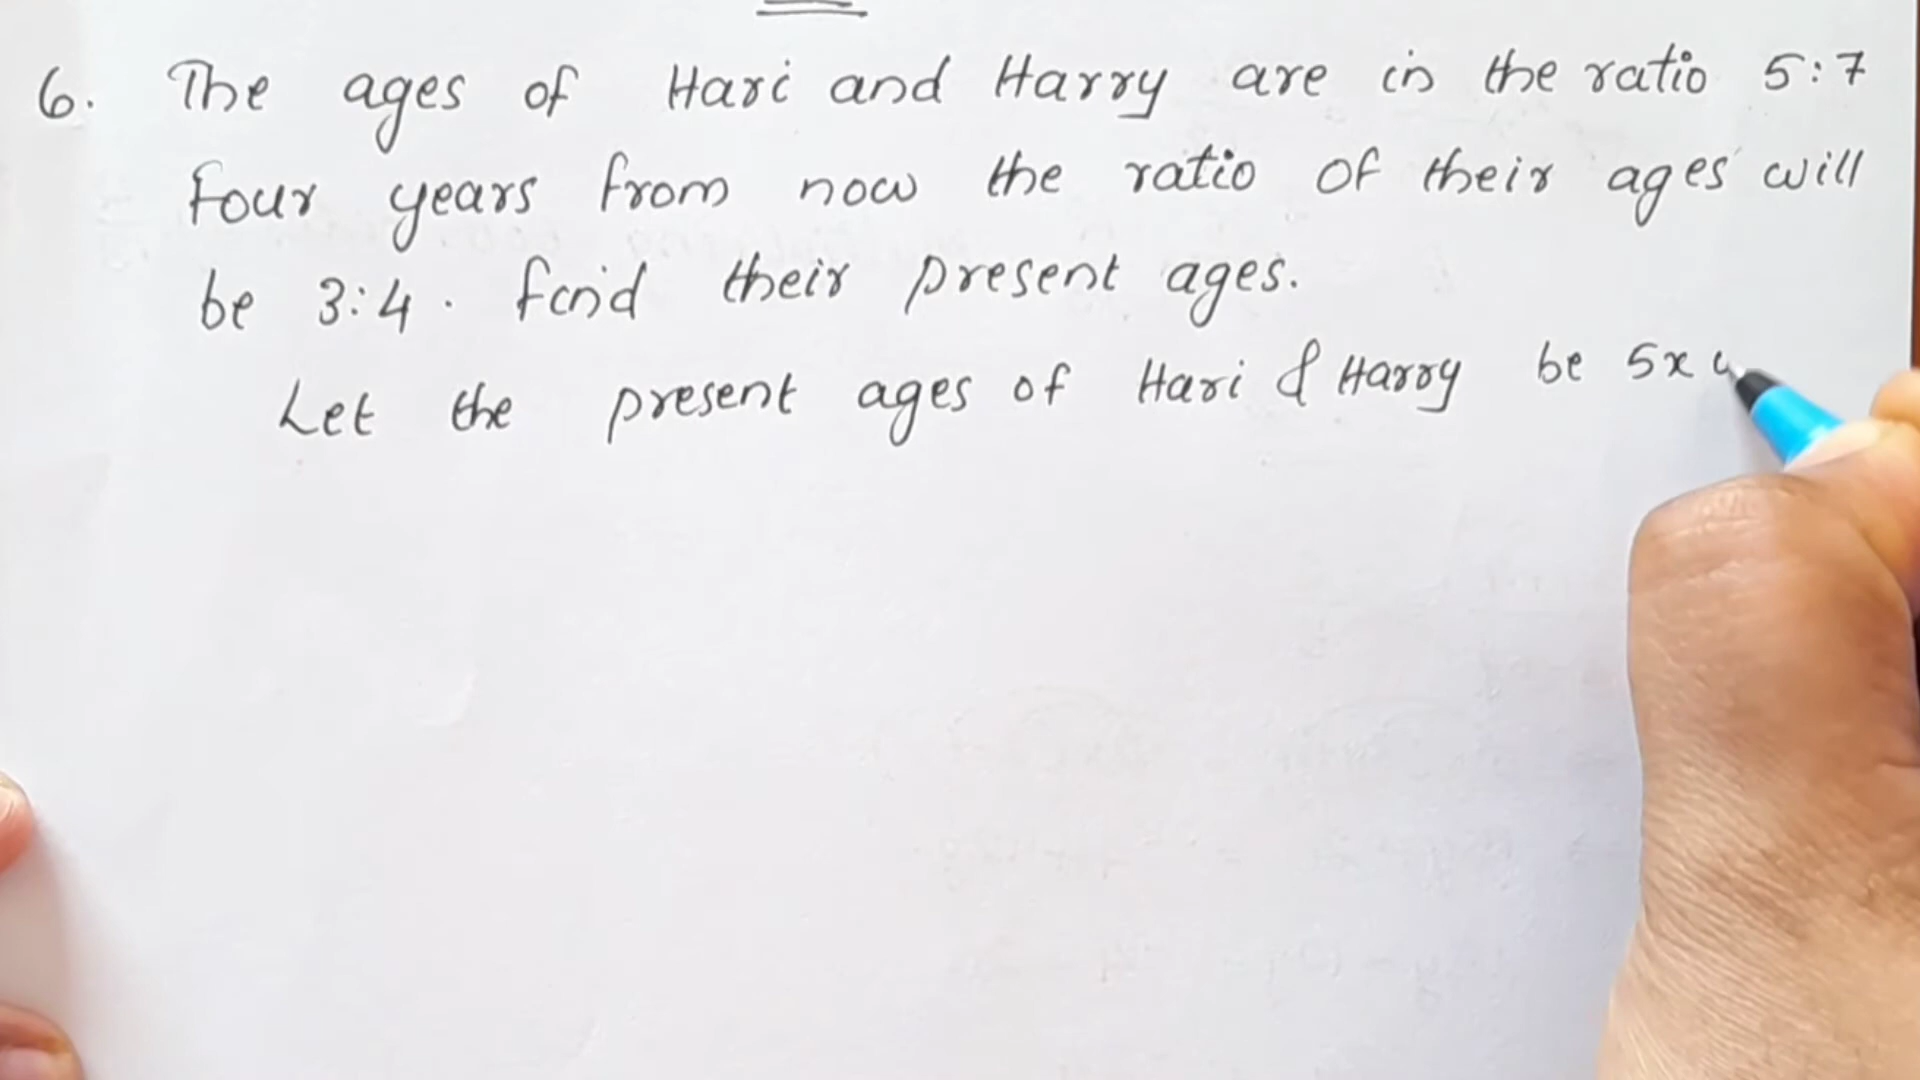 6. The ages of Hari and Harry are in the ratio 5:7
Four years from now the ratio of their ages will
be 3:4. Find their present ages.
Let the present ages of Hari & Harry be 5x